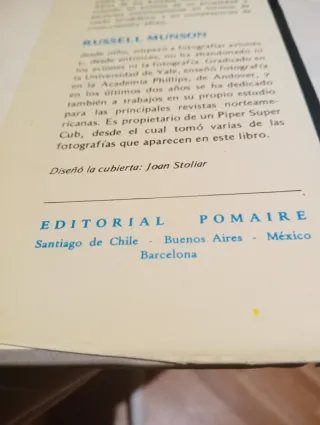 RUSSELL MUNSON
desde niño, empezó a fotografiar aviones
y, desde entonces, no ha abandonado ni
los aviones ni la fotografía. Graduado en
la Universidad de Yale, enseñó fotografía
en la Academia Phillips, de Andover, y
en los últimos dos años se ha dedicado
también a trabajos en su propio estudio
para las principales revistas norteame-
ricanas. Es propietario de un Piper Super
Cub, desde el cual tomó varias de las
fotografías que aparecen en este libro.
Diseñó la cubierta: Joan Stoliar
EDITORIAL POMAIRE
Santiago de Chile - Buenos Aires - México
Barcelona